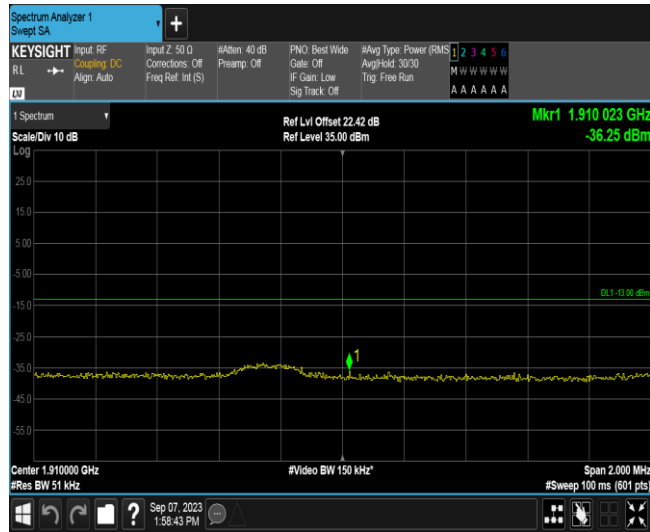 Spectrum Analyzer 1
Swept SA
+
KEYSIGHT
RL
LXI
Input: RF
Coupling: DC
Align: Auto
Input Z: 50 Ω
Corrections: Off
Freq Ref: Int (S)
#Atten: 40 dB
Preamp: Off
PNO: Best Wide
Gate: Off
IF Gain: Low
Sig Track: Off
#Avg Type: Power (RMS
Avg|Hold: 30/30
Trig: Free Run
1 2 3 4 5 6
M W W W W W
A A A A A A
1 Spectrum
Scale/Div 10 dB
Ref Lvl Offset 22.42 dB
Ref Level 35.00 dBm
Mkr1 1.910 023 GHz
-36.25 dBm
Log
25.0
15.0
5.00
-5.00
DL1 -13.00 dBm
-15.0
-25.0
1
-35.0
-45.0
-55.0
Center 1.910000 GHz
#Res BW 51 kHz
#Video BW 150 kHz*
Span 2.000 MHz
#Sweep 100 ms (601 pts)
?
Sep 07, 2023
1:58:43 PM